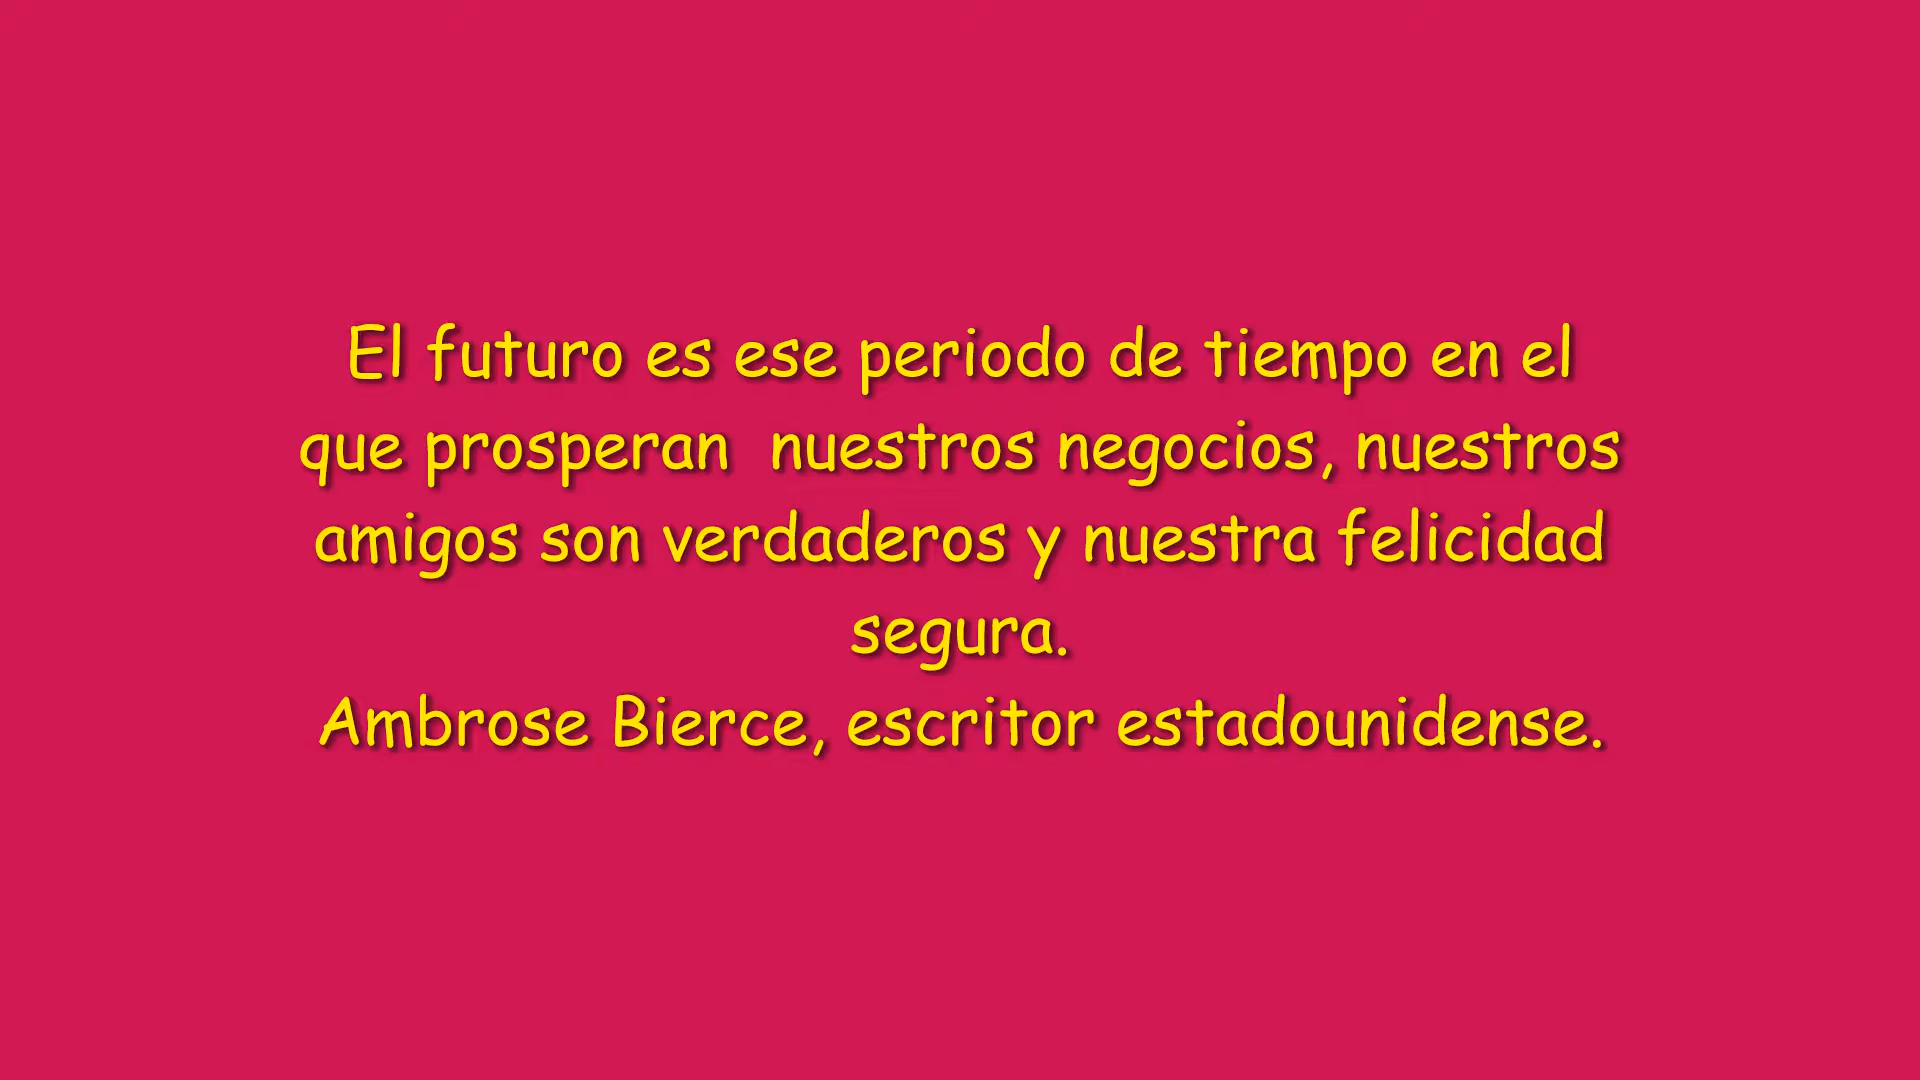 El futuro es ese periodo de tiempo en el
que prosperan  nuestros negocios, nuestros
amigos son verdaderos y nuestra felicidad
segura.
Ambrose Bierce, escritor estadounidense.